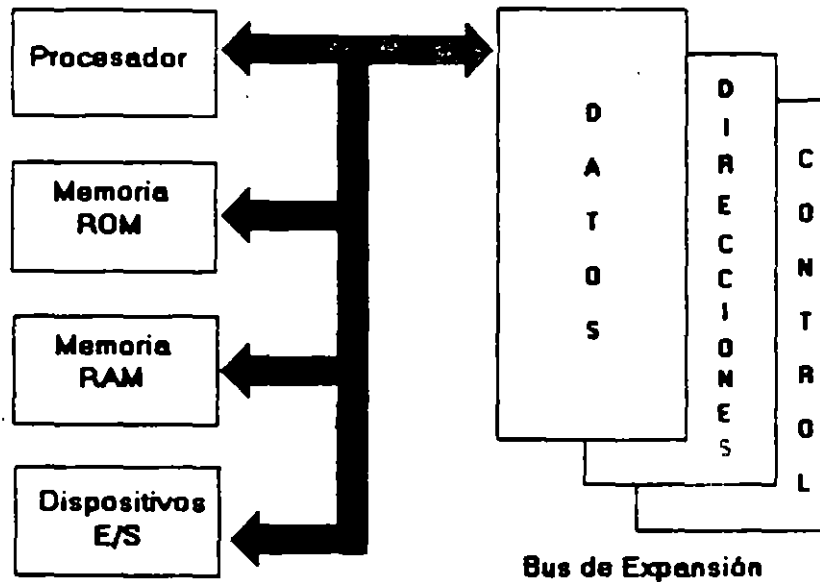 Procesador
Memoria
ROM
Memoria
RAM
Dispositivos
E/S
DATOS
DIRECCIONES
CONTROL
Bus de Expansión